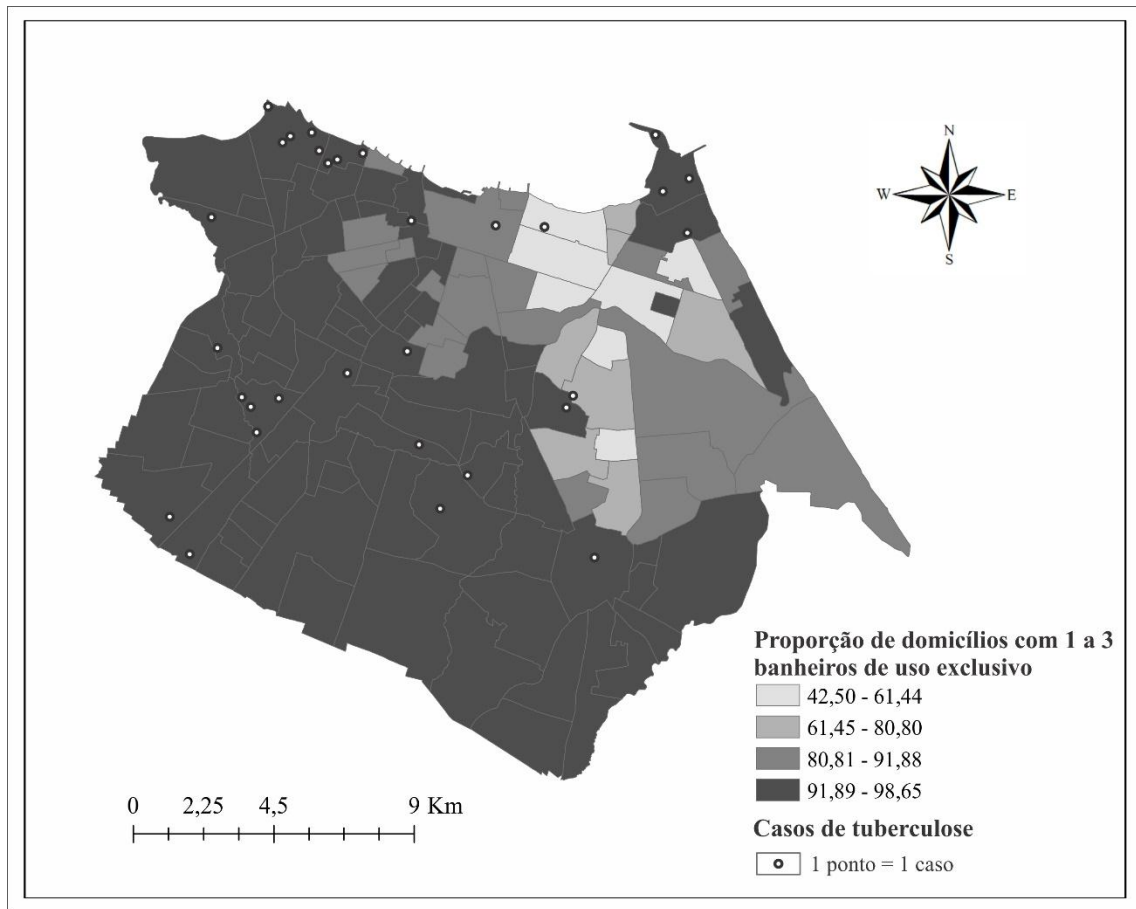 N
W E
S
Proporção de domicílios com 1 a 3
banheiros de uso exclusivo
42,50 - 61,44
61,45 - 80,80
80,81 - 91,88
91,89 - 98,65
0 2,25 4,5 9 Km
Casos de tuberculose
1 ponto = 1 caso